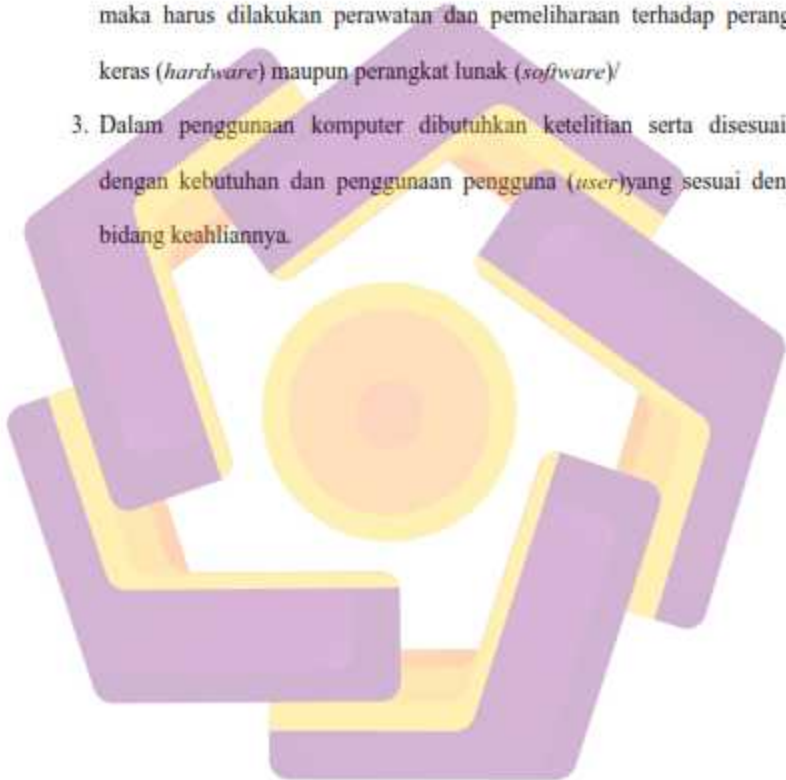 maka harus dilakukan perawatan dan pemeliharaan terhadap perang
keras (hardware) maupun perangkat lunak (software)/
3. Dalam penggunaan komputer dibutuhkan ketelitian serta disesuai
dengan kebutuhan dan penggunaan pengguna (user)yang sesuai den
bidang keahliannya.